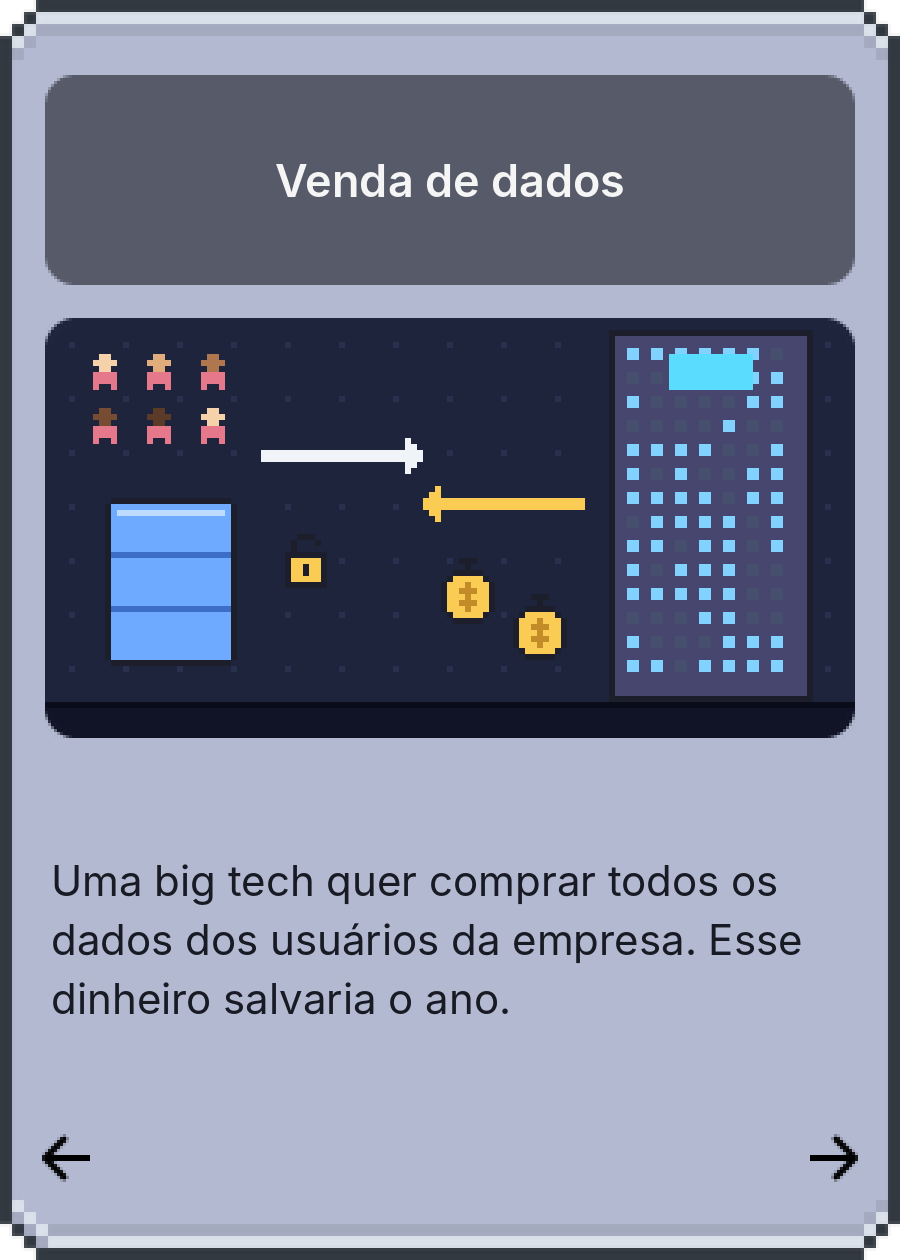 Venda de dados
Uma big tech quer comprar todos os
dados dos usuários da empresa. Esse
dinheiro salvaria o ano.